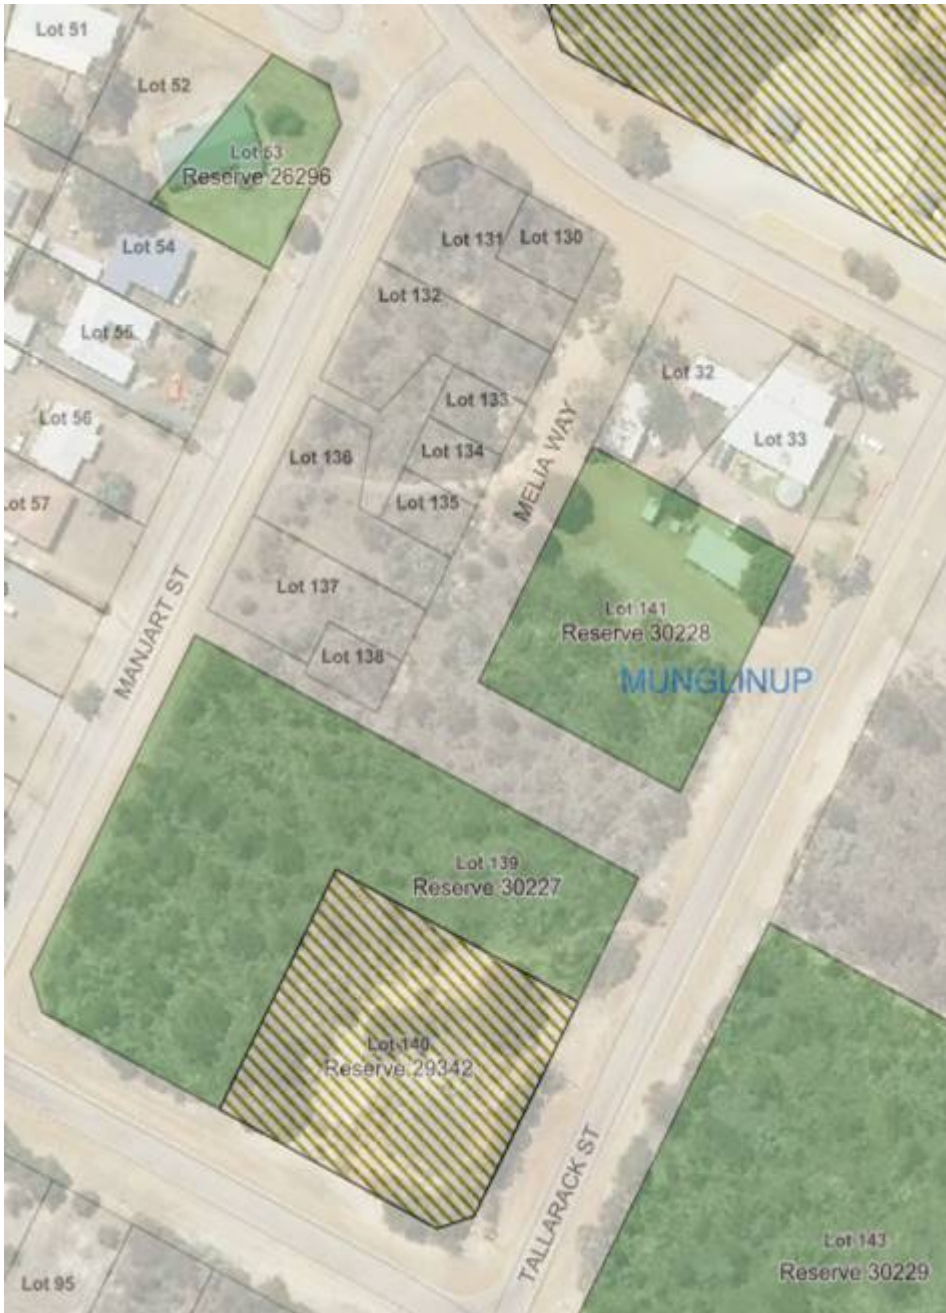 Lot 51
Lot 52
Lot 53
Reserve 26296
Lot 54
Lot 131
Lot 130
Lot 132
Lot 55
Lot 32
Lot 133
Lot 56
Lot 33
Lot 134
Lot 136
MELIA WAY
Lot 57
Lot 135
Lot 137
Lot 141
Reserve 30228
MANJART ST
Lot 138
MUNGLINUP
Lot 139
Reserve 30227
Lot 140
Reserve 29342
TALLARACK ST
Lot 143
Reserve 30229
Lot 95